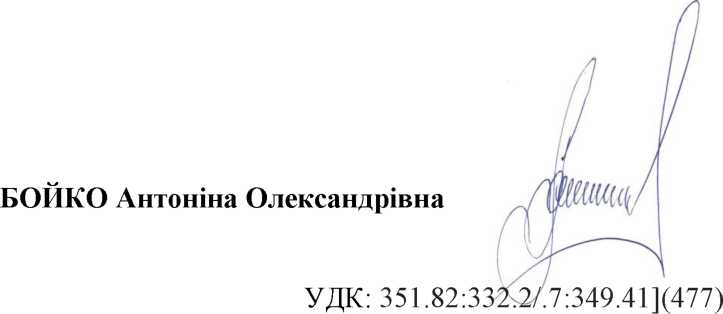 БОЙКО Антоніна Олександрівна
УДК: 351.82:332.2/.7:349.41](477)